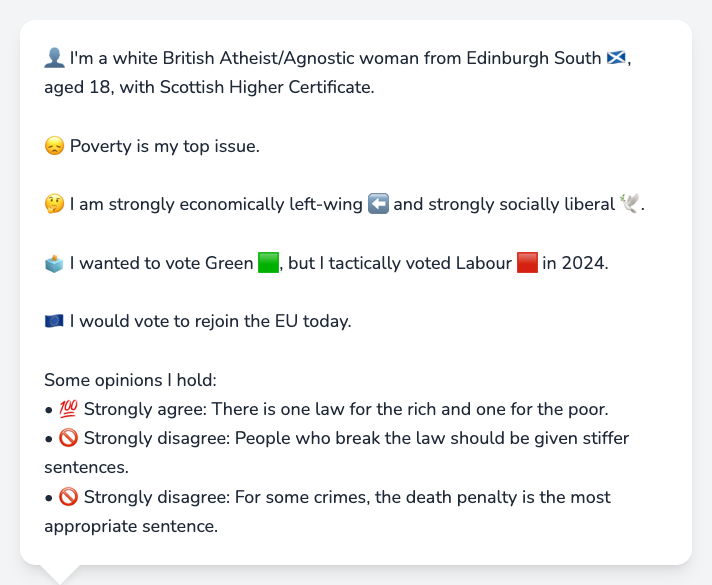 👤 I'm a white British Atheist/Agnostic woman from Edinburgh South 🏴󠁧󠁢󠁳󠁣󠁴󠁿,
aged 18, with Scottish Higher Certificate.
😞 Poverty is my top issue.
🤔 I am strongly economically left-wing ⬅️ and strongly socially liberal 🕊️.
🗳️ I wanted to vote Green 🟩, but I tactically voted Labour 🟥 in 2024.
🇪🇺 I would vote to rejoin the EU today.
Some opinions I hold:
• 💯 Strongly agree: There is one law for the rich and one for the poor.
• 🚫 Strongly disagree: People who break the law should be given stiffer
sentences.
• 🚫 Strongly disagree: For some crimes, the death penalty is the most
appropriate sentence.